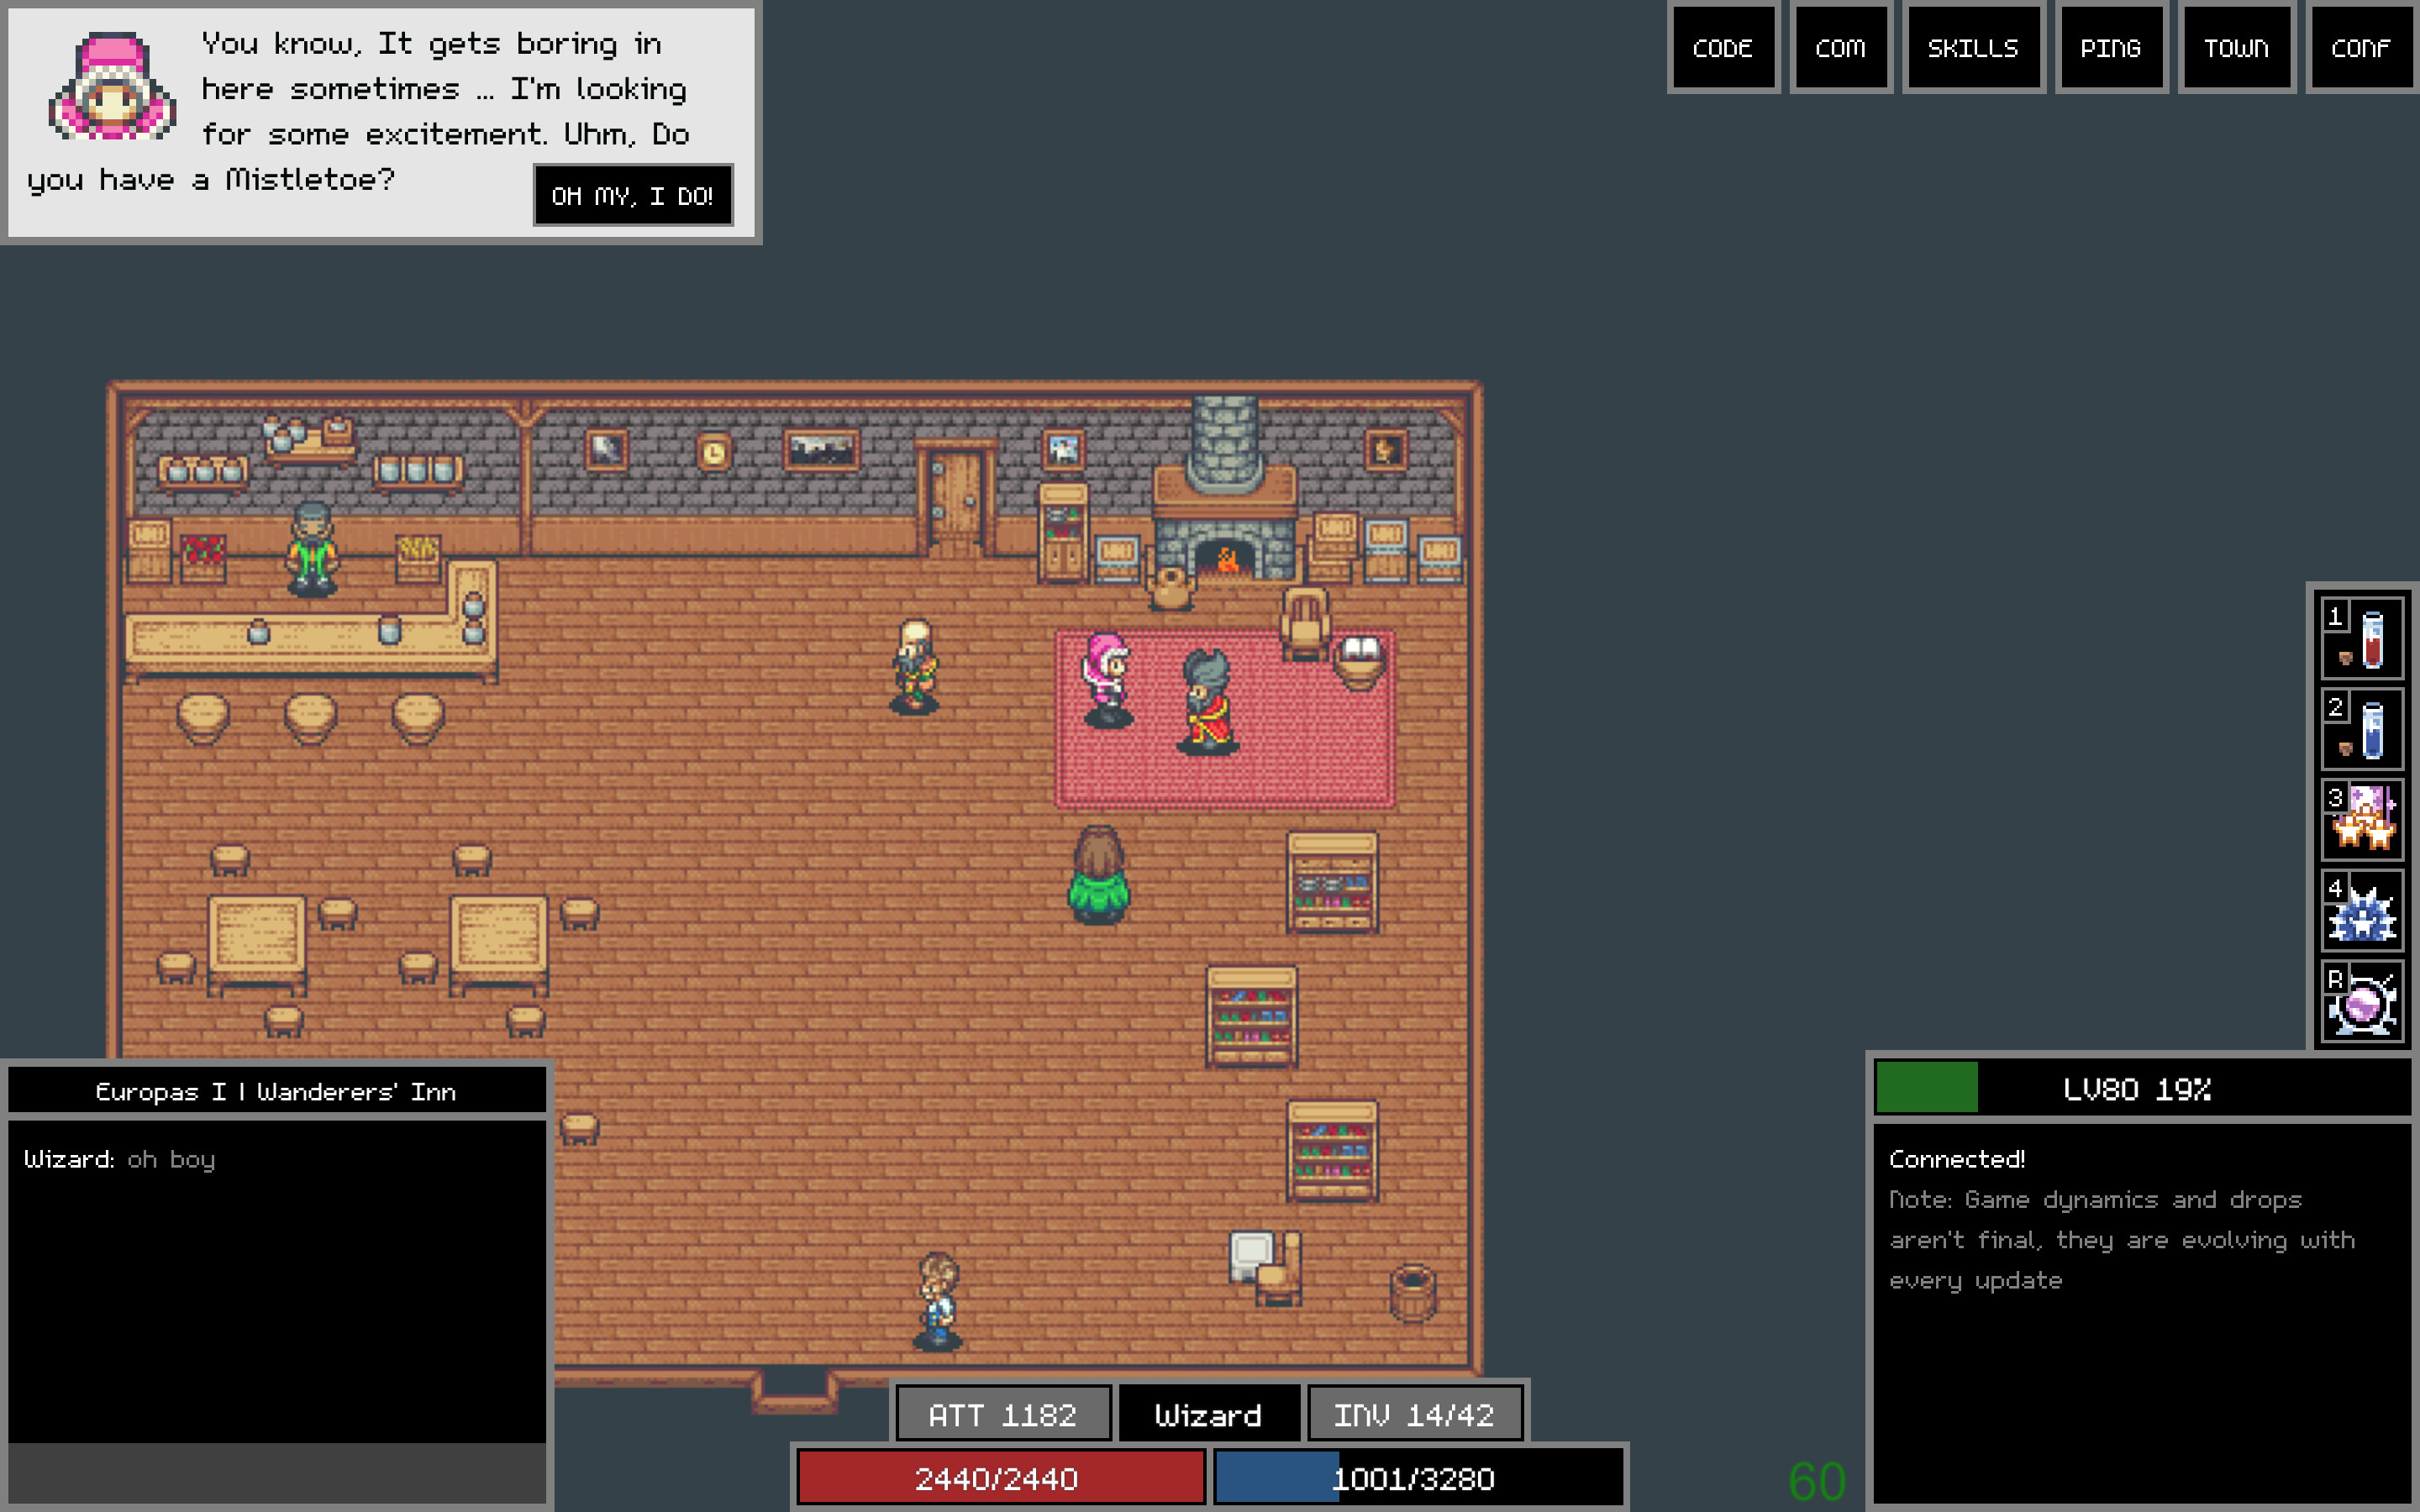 You know, It gets boring in
here sometimes ... I'm looking
for some excitement. Uhm, Do
you have a Mistletoe?
OH MY, I DO!
CODE
COM
SKILLS
PING
TOWN
CONF
1
2
3
4
R
Europas I | Wanderers' Inn
Wizard: oh boy
LV80 19%
Connected!
Note: Game dynamics and drops
aren't final, they are evolving with
every update
ATT 1182
Wizard
INV 14/42
2440/2440
1001/3280
60